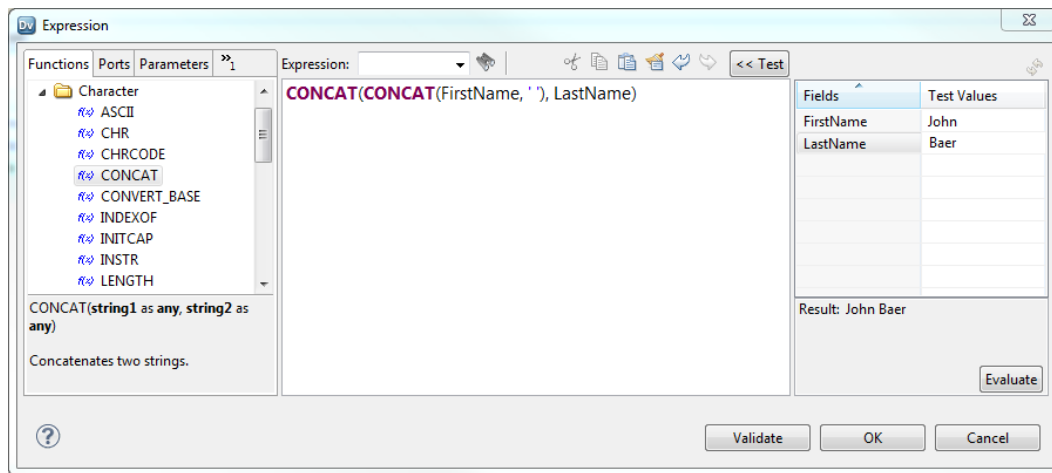 Dv Expression
Functions Ports Parameters »1
Expression:
<< Test
Character
f(x) ASCII
f(x) CHR
f(x) CHRCODE
f(x) CONCAT
f(x) CONVERT_BASE
f(x) INDEXOF
f(x) INITCAP
f(x) INSTR
f(x) LENGTH
CONCAT(string1 as any, string2 as
any)
Concatenates two strings.
CONCAT(CONCAT(FirstName, ' '), LastName)
Fields Test Values
FirstName John
LastName Baer
Result: John Baer
Evaluate
?
Validate OK Cancel